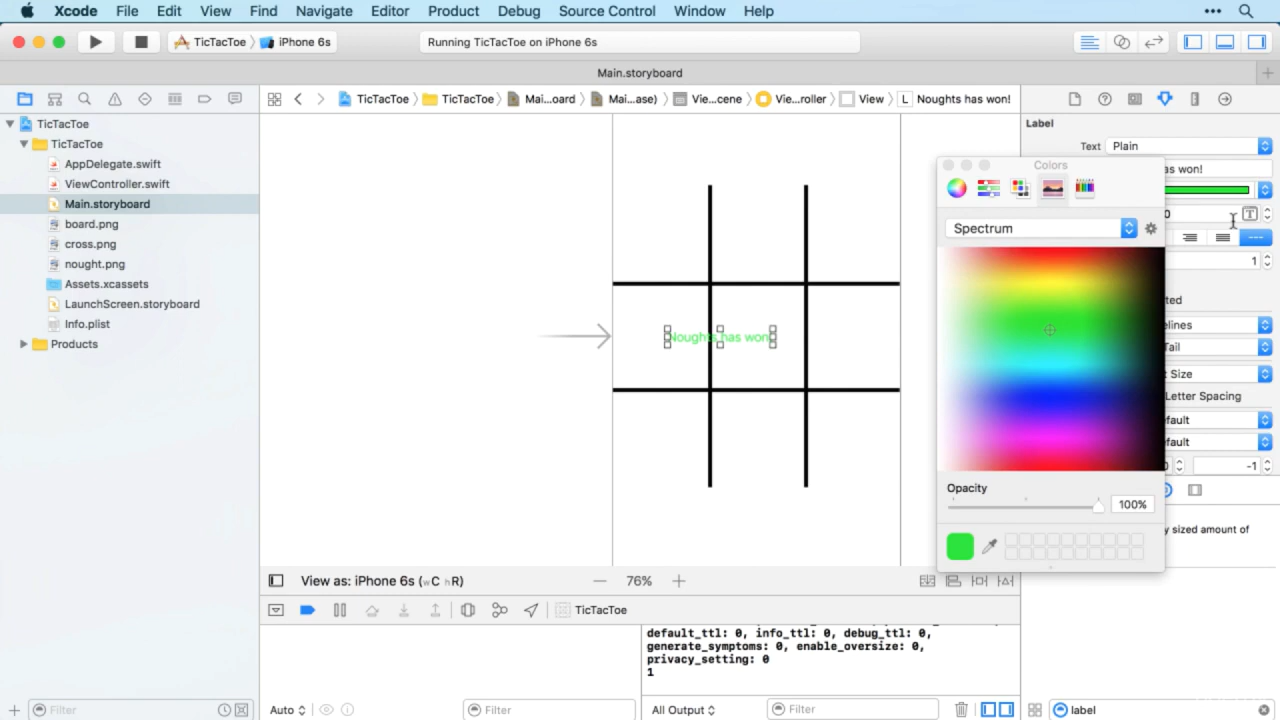 Xcode File Edit View Find Navigate Editor Product Debug Source Control Window Help
TicTacToe iPhone 6s
Running TicTacToe on iPhone 6s
Main.storyboard
TicTacToe TicTacToe Mai...oard Mai...ase) Vie...cene Vie...roller View L Noughts has won!
TicTacToe
TicTacToe
AppDelegate.swift
ViewController.swift
Main.storyboard
board.png
cross.png
nought.png
Assets.xcassets
LaunchScreen.storyboard
Info.plist
Products
Filter
Noughts has won!
View as: iPhone 6s (wC hR)
76%
TicTacToe
default_ttl: 0, info_ttl: 0, debug_ttl: 0,
generate_symptoms: 0, enable_oversize: 0,
privacy_setting: 0
1
Auto
Filter
All Output
Filter
Label
Text Plain
as won!
0
1
ted
elines
Tail
t Size
Letter Spacing
fault
fault
-1
Colors
Spectrum
Opacity
100%
y sized amount of
label